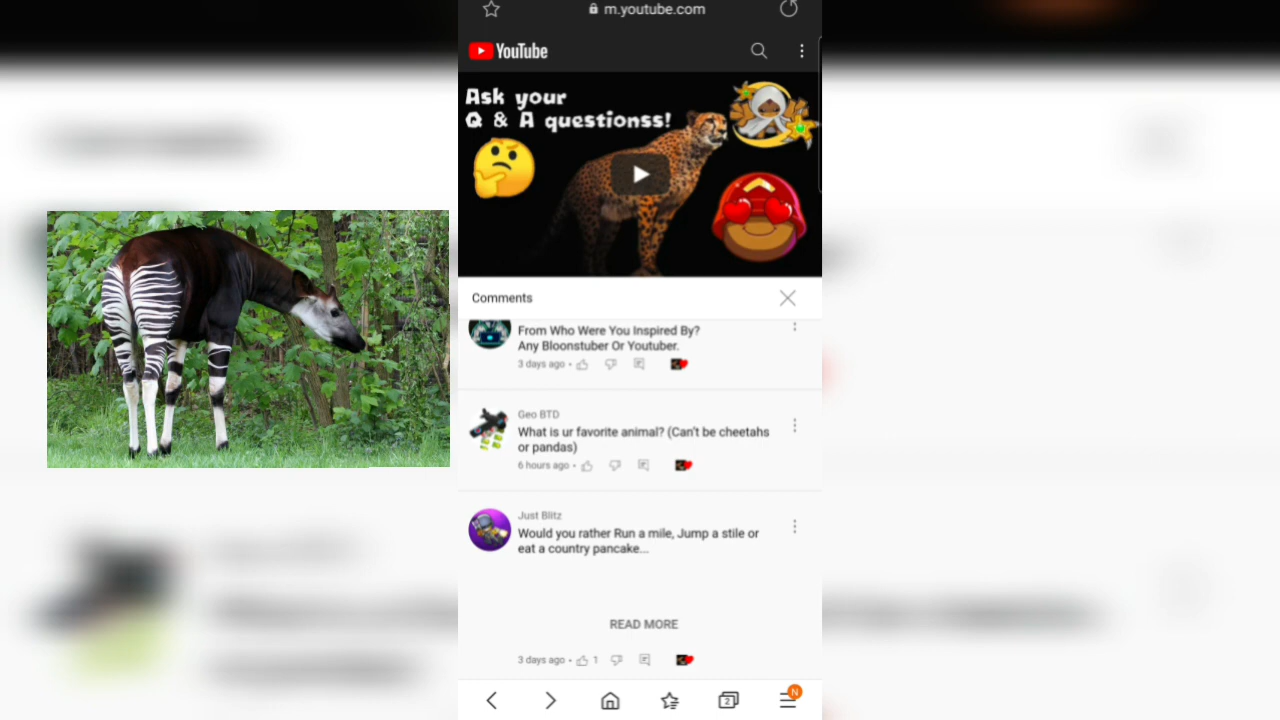 m.youtube.com
YouTube
Ask your
Q & A questionss!
Comments
From Who Were You Inspired By?
Any Bloonstuber Or Youtuber.
3 days ago •
Geo BTD
What is ur favorite animal? (Can't be cheetahs
or pandas)
6 hours ago •
Just Blitz
Would you rather Run a mile, Jump a stile or
eat a country pancake...
READ MORE
3 days ago • 1
2
N